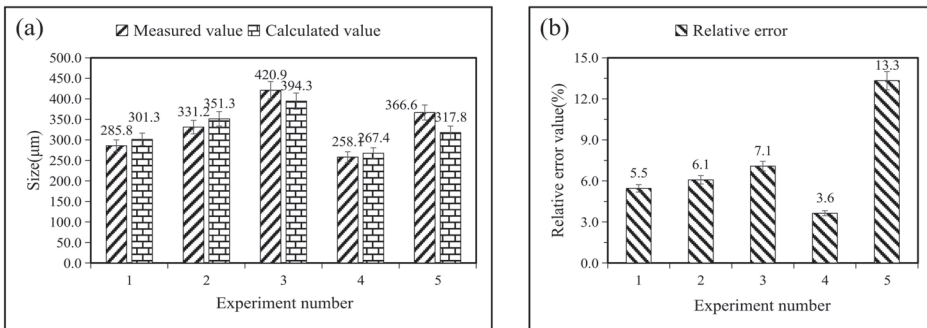 (a)
Measured value Calculated value
500.0
450.0
400.0
350.0
300.0
250.0
200.0
150.0
100.0
50.0
0.0
Size(μm)
285.8 301.3 331.2 351.3 420.9 394.3 258.1 267.4 366.6 317.8
1 2 3 4 5
Experiment number
(b)
Relative error
15.0
12.0
9.0
6.0
3.0
0.0
Relative error value(%)
5.5 6.1 7.1 3.6 13.3
1 2 3 4 5
Experiment number